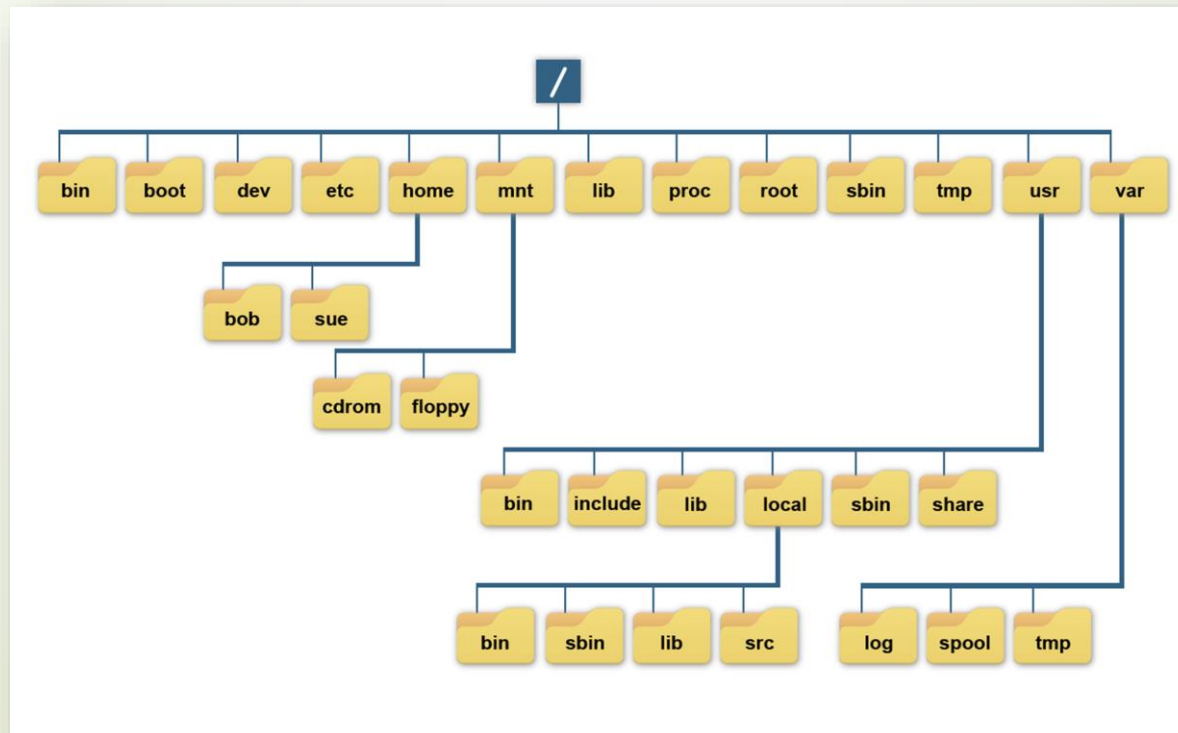 /
bin boot dev etc home mnt lib proc root sbin tmp usr var
bob sue
cdrom floppy
bin include lib local sbin share
bin sbin lib src log spool tmp